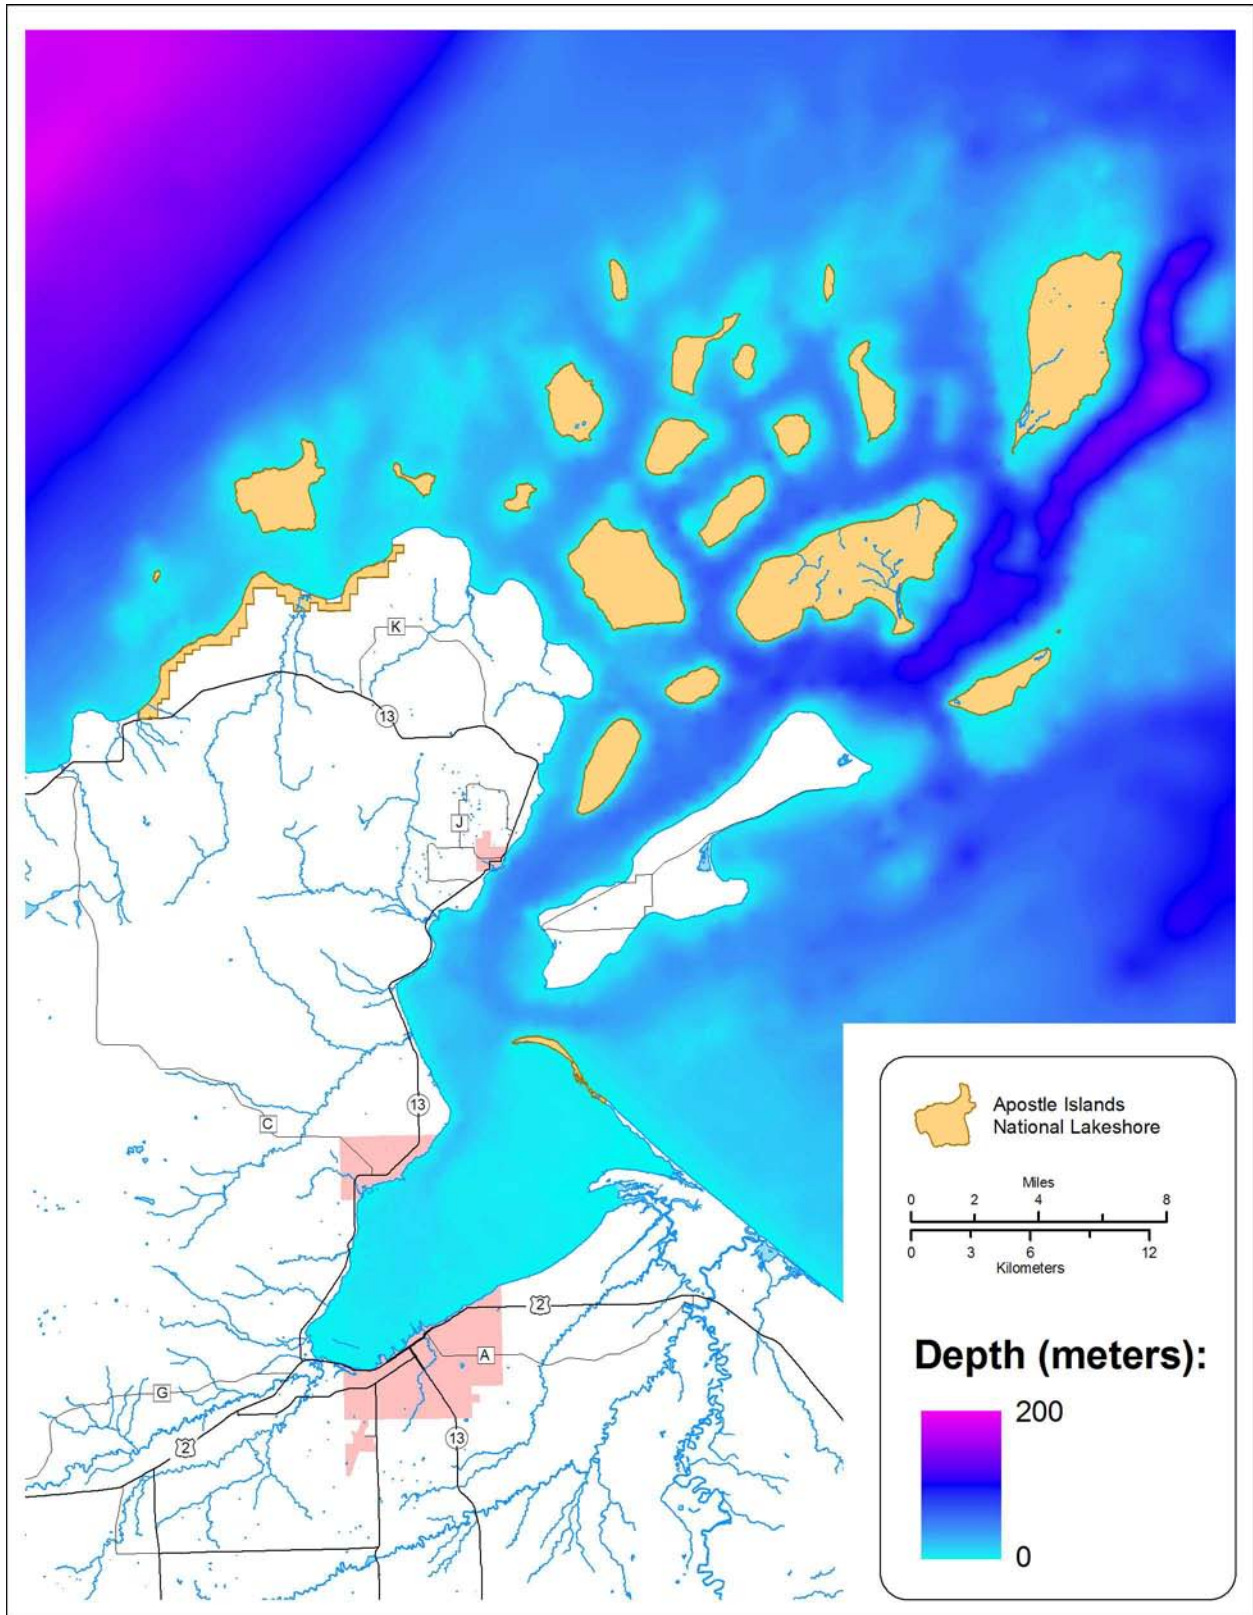 K
13
J
13
C
2
A
G
2
13
Apostle Islands
National Lakeshore
Miles
0 2 4 8
0 3 6 12
Kilometers
Depth (meters):
200
0